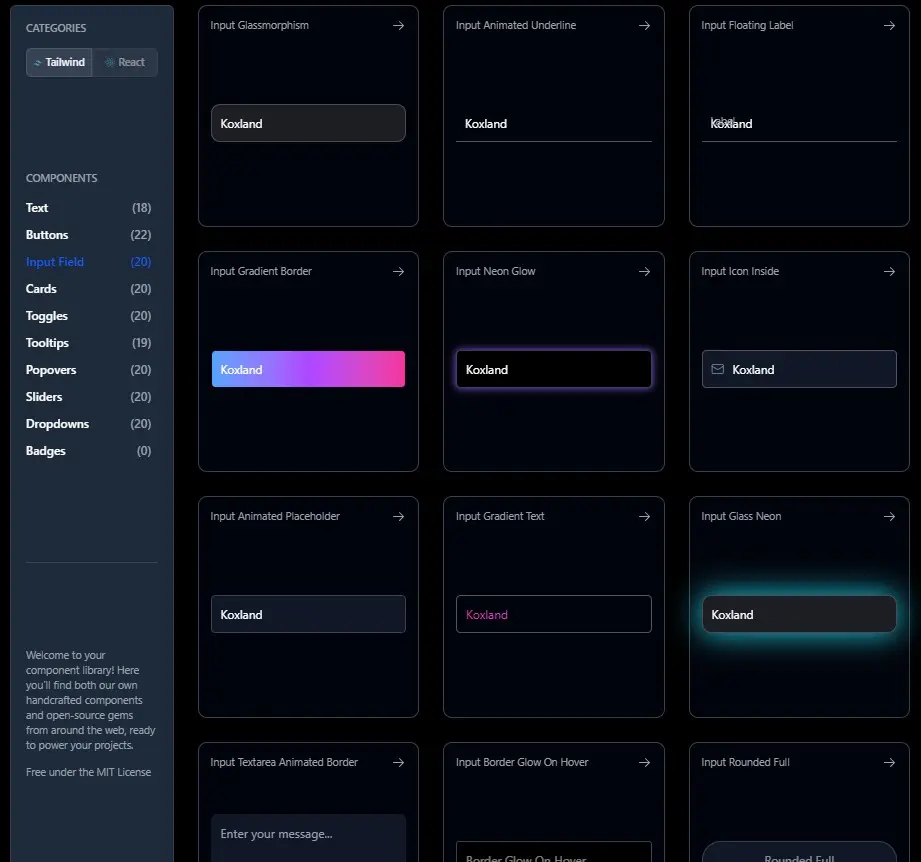 CATEGORIES
Tailwind React
COMPONENTS
Text (18)
Buttons (22)
Input Field (20)
Cards (20)
Toggles (20)
Tooltips (19)
Popovers (20)
Sliders (20)
Dropdowns (20)
Badges (0)
Welcome to your
component library! Here
you'll find both our own
handcrafted components
and open-source gems
from around the web, ready
to power your projects.
Free under the MIT License
Input Glassmorphism
Koxland
Input Animated Underline
Koxland
Input Floating Label
Label
Koxland
Input Gradient Border
Koxland
Input Neon Glow
Koxland
Input Icon Inside
Koxland
Input Animated Placeholder
Koxland
Input Gradient Text
Koxland
Input Glass Neon
Koxland
Input Textarea Animated Border
Enter your message...
Input Border Glow On Hover
Border Glow On Hover
Input Rounded Full
Rounded Full